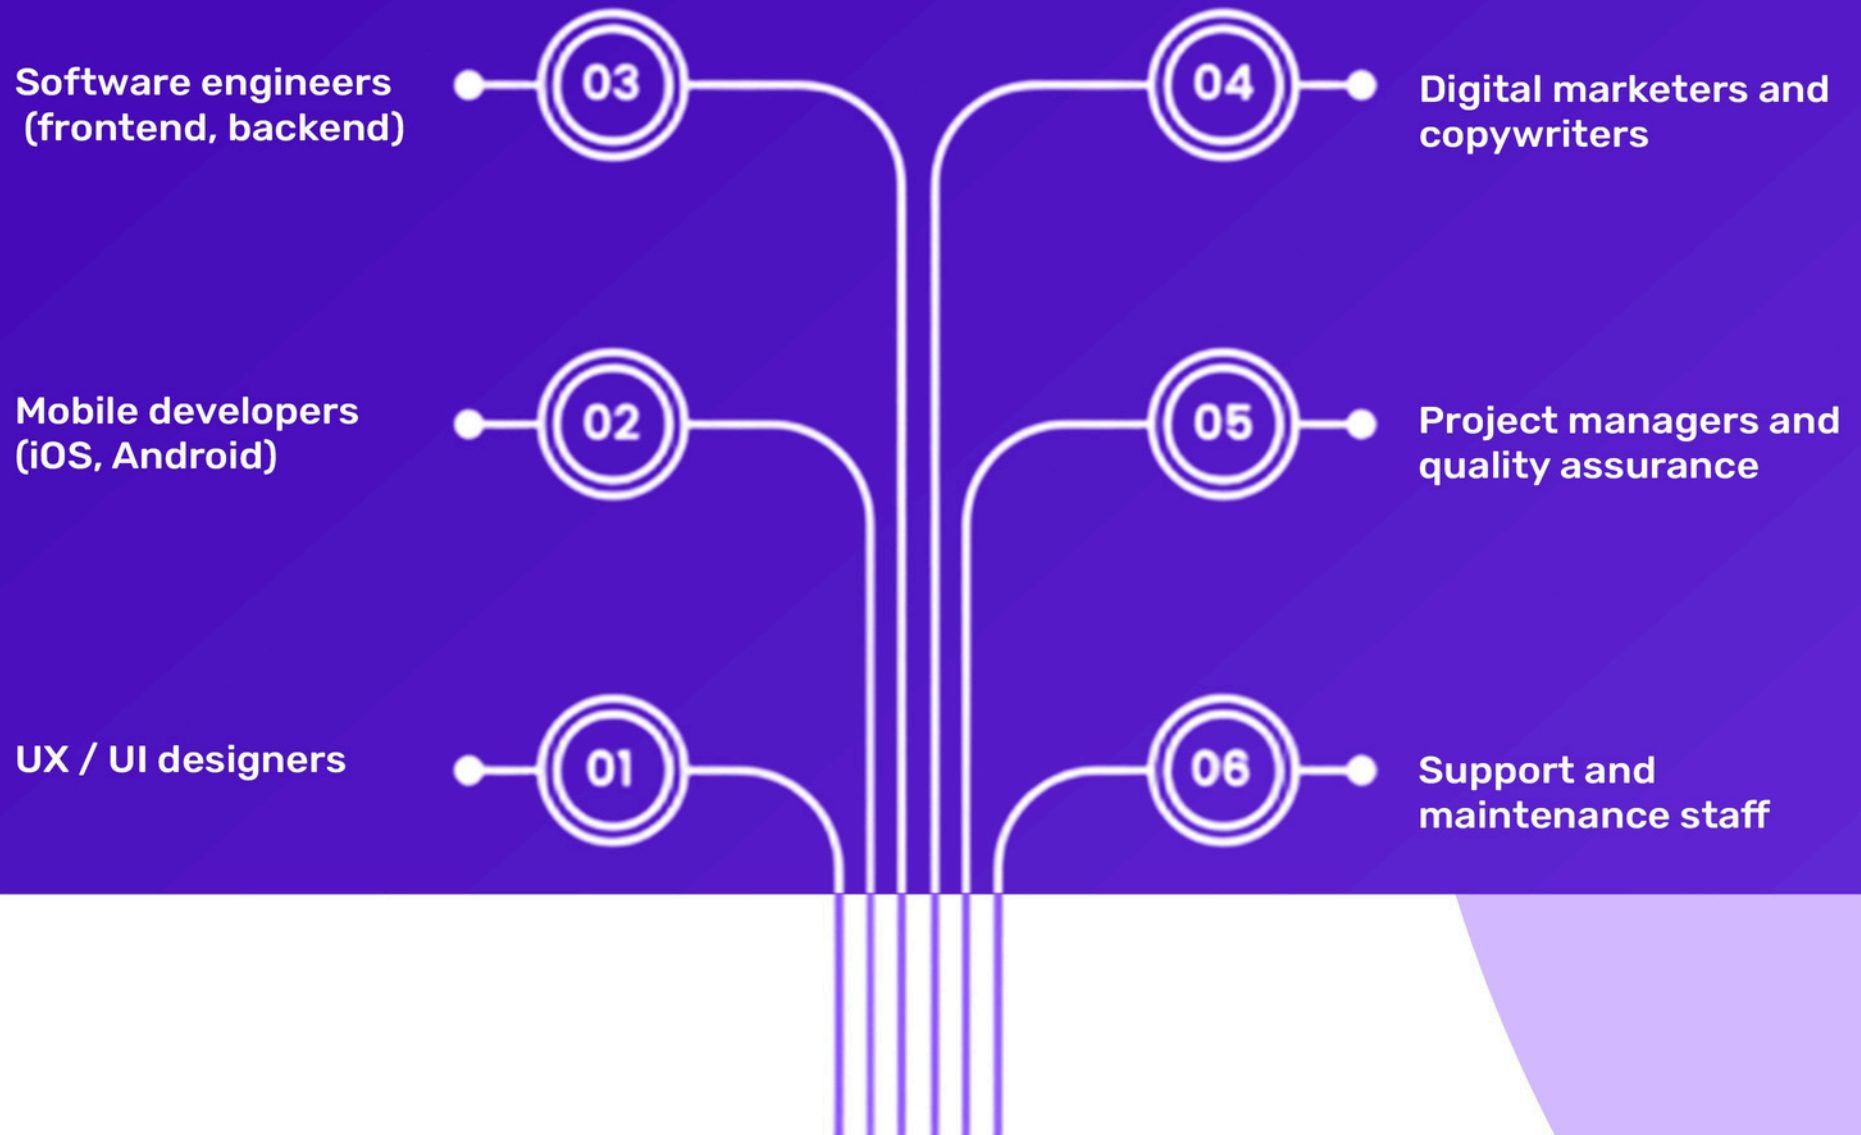 Software engineers
(frontend, backend)
03
04
Digital marketers and
copywriters
Mobile developers
(iOS, Android)
02
05
Project managers and
quality assurance
UX / UI designers
01
06
Support and
maintenance staff